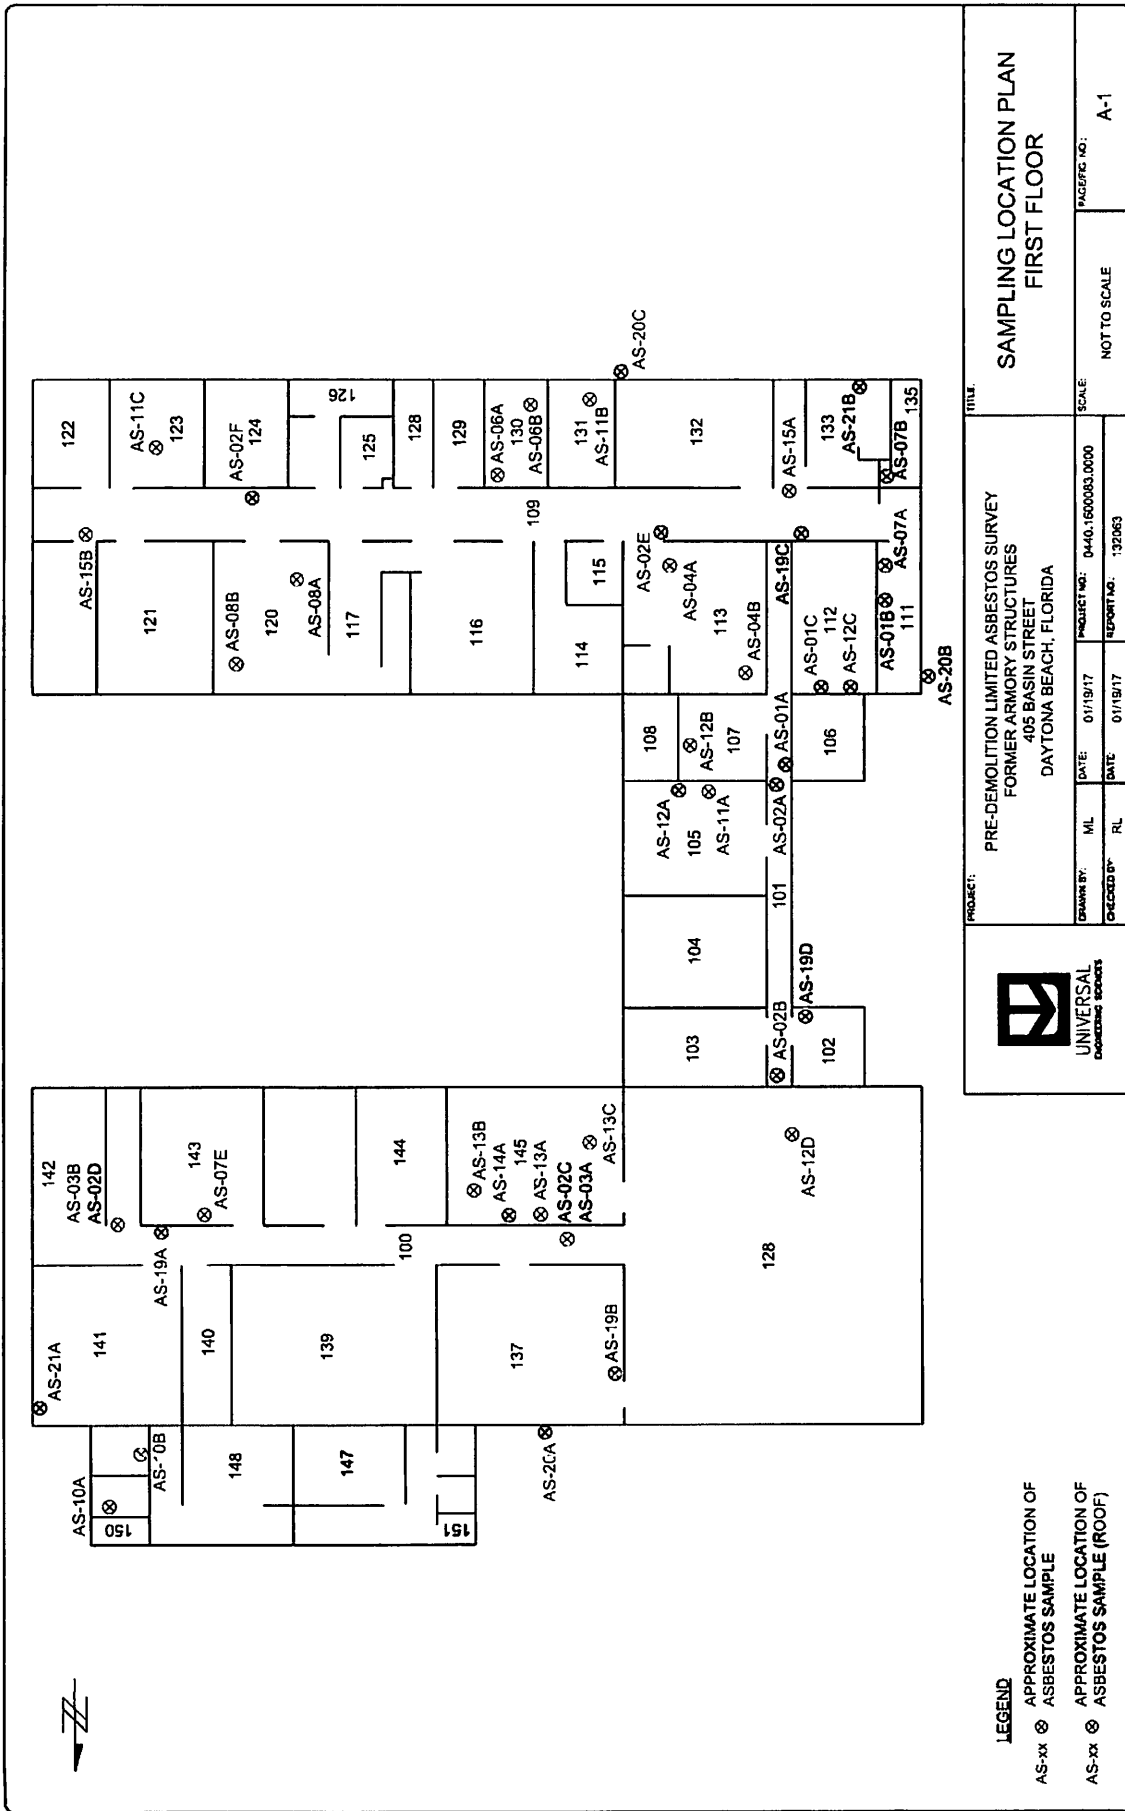 122
AS-11C
123
AS-02F
124
126
125
128
129
AS-06A
130
AS-06B
131
AS-11B
AS-20C
132
AS-15A
133
AS-21B
135
AS-07B
109
AS-15B
121
AS-08B
120
AS-08A
117
116
115
114
AS-02E
AS-04A
113
AS-04B
AS-19C
AS-01C
112
AS-12C
AS-07A
AS-01B
111
AS-20B
108
AS-12B
107
AS-01A
106
AS-12A
105
AS-11A
AS-02A
101
104
AS-19D
103
AS-02B
102
142
AS-03B
AS-02D
143
AS-07E
144
AS-13B
AS-14A
145
AS-13A
AS-02C
AS-03A
AS-13C
AS-12D
AS-19A
100
128
AS-21A
141
140
139
137
AS-19B
AS-10A
150
148
147
151
AS-20A
LEGEND
AS-xx APPROXIMATE LOCATION OF
ASBESTOS SAMPLE
AS-xx APPROXIMATE LOCATION OF
ASBESTOS SAMPLE (ROOF)
UNIVERSAL
ENGINEERING SCIENCES
PROJECT:
PRE-DEMOLITION LIMITED ASBESTOS SURVEY
FORMER ARMORY STRUCTURES
405 BASIN STREET
DAYTONA BEACH, FLORIDA
DRAWN BY: ML
DATE: 01/19/17
PROJECT NO.: 0440.1600083.0000
CHECKED BY: RL
DATE: 01/19/17
REPORT NO.: 132063
TITLE:
SAMPLING LOCATION PLAN
FIRST FLOOR
SCALE: NOT TO SCALE
PAGE/FIG NO.: A-1